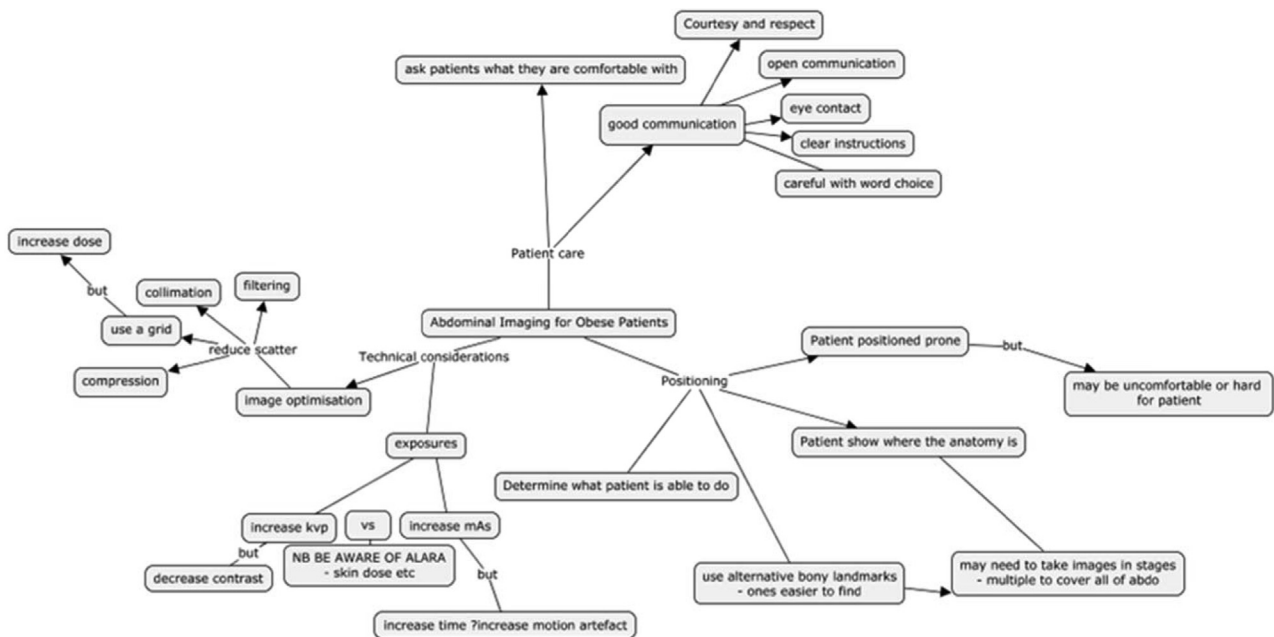 Courtesy and respect
ask patients what they are comfortable with
open communication
good communication
eye contact
clear instructions
careful with word choice
Patient care
increase dose
but
collimation
filtering
use a grid
reduce scatter
compression
image optimisation
Abdominal Imaging for Obese Patients
Technical considerations
Positioning
Patient positioned prone
but
may be uncomfortable or hard
for patient
exposures
Patient show where the anatomy is
Determine what patient is able to do
increase kvp
vs
increase mAs
but
decrease contrast
NB BE AWARE OF ALARA
- skin dose etc
but
increase time ?increase motion artefact
use alternative bony landmarks
- ones easier to find
may need to take images in stages
- multiple to cover all of abdo